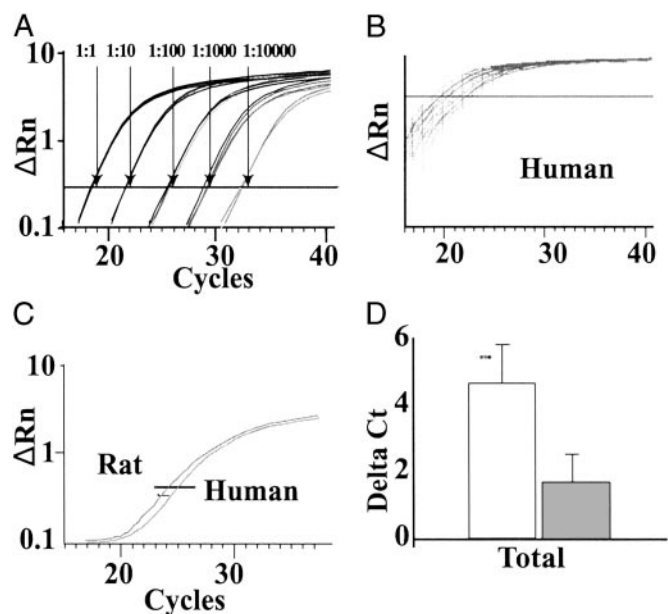 A
1:1 1:10 1:100 1:1000 1:10000
10
1
0.1
ΔRn
20 30 40
Cycles
B
ΔRn
Human
20 30 40
C
10
1
0.1
ΔRn
Rat
Human
20 30
Cycles
D
6
4
2
0
Delta Ct
Total